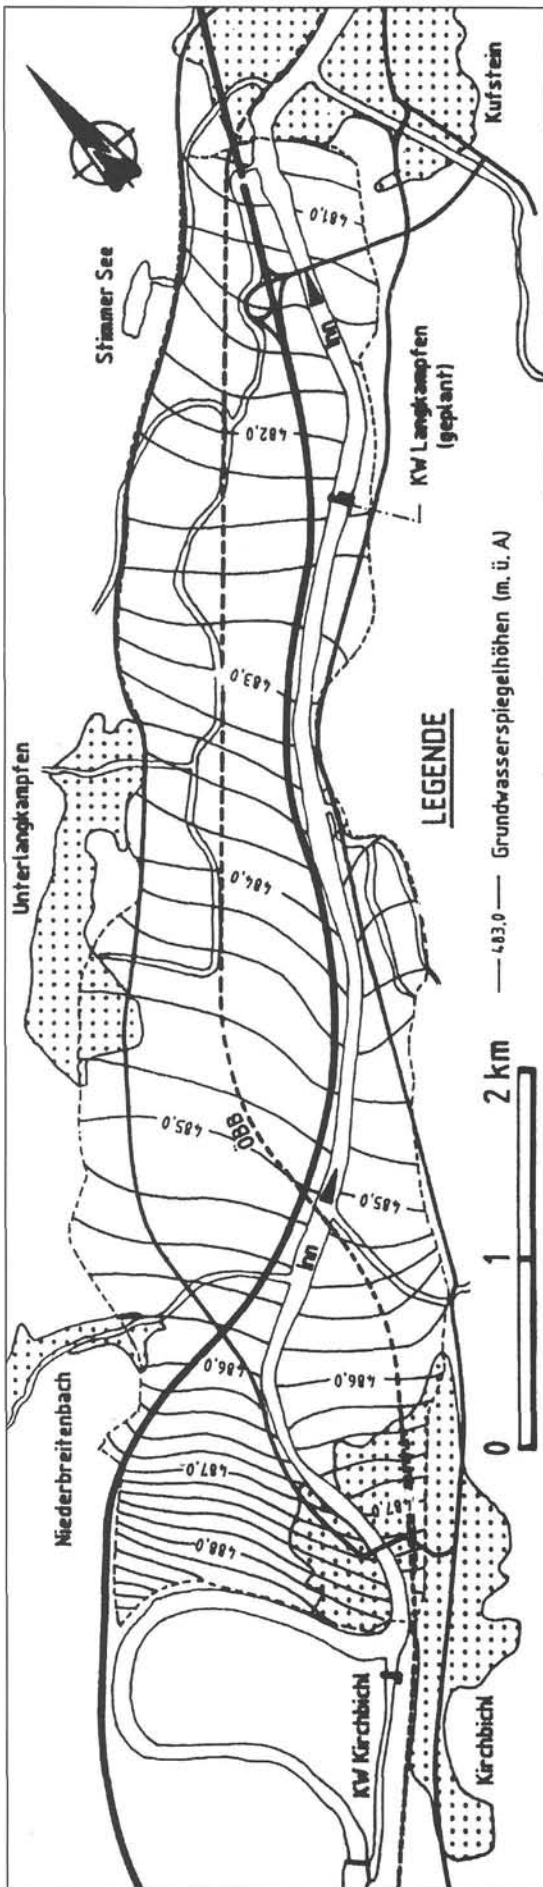 Niederbreitenbach
Unterlangkampfen
Stimmer See
488,0
487,0
486,0
485,0
484,0
483,0
482,0
481,0
ÖBB
Inn
Inn
487,0
486,0
485,0
KW Kirchbichl
Kirchbichl
KW Langkampfen
(geplant)
Kufstein
0 1 2 km
LEGENDE
483,0 Grundwasserspiegelhöhen (m. ü. A)